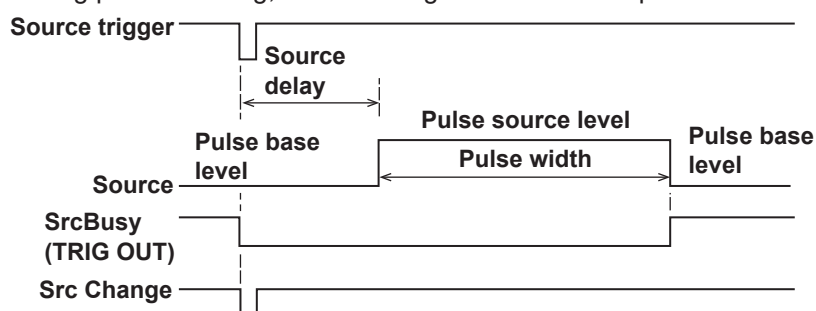 Source trigger
Source
delay
Pulse base
level
Pulse source level
Pulse width
Pulse base
level
Source
SrcBusy
(TRIG OUT)
Src Change